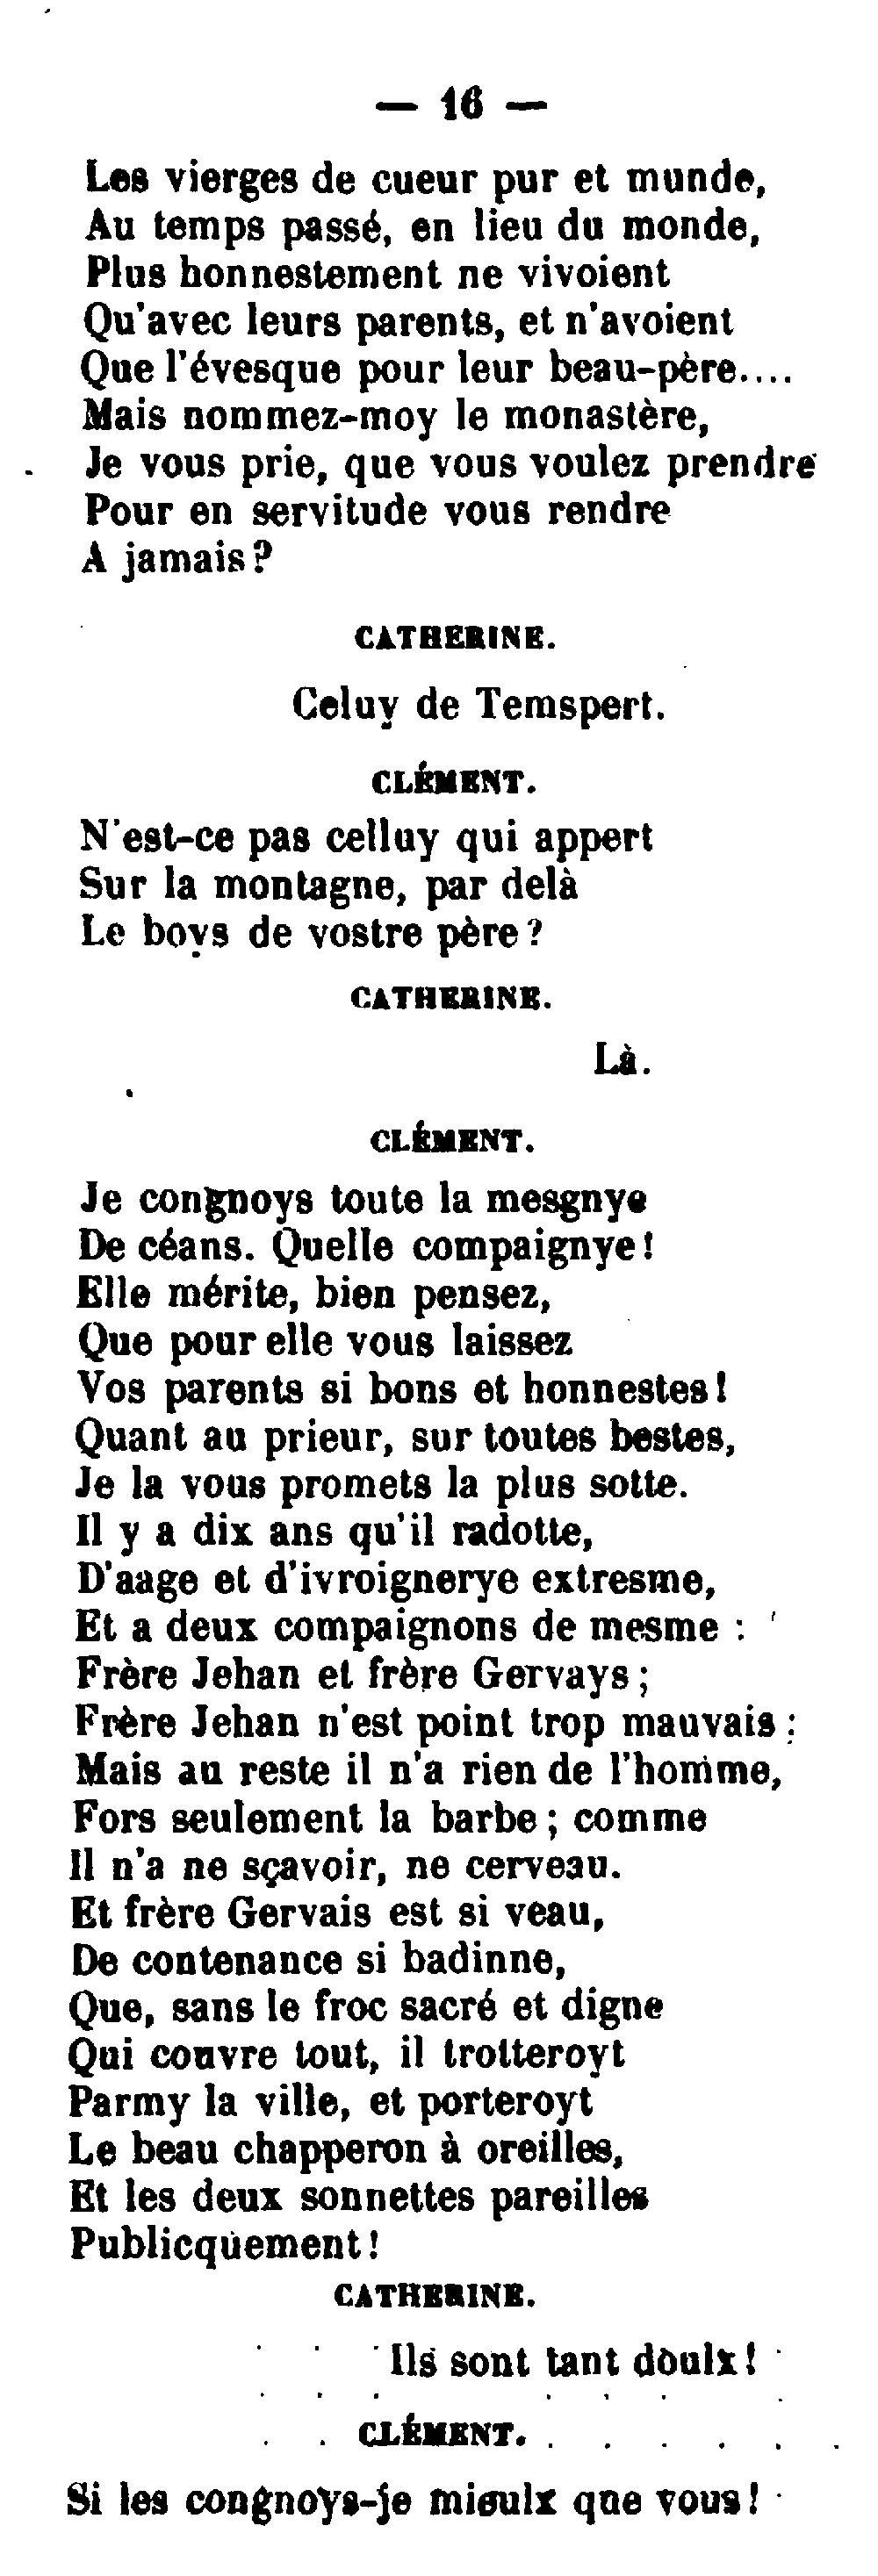 — 16 —
Les vierges de cueur pur et munde,
Au temps passé, en lieu du monde,
Plus honnestement ne vivoient
Qu'avec leurs parents, et n'avoient
Que l'évesque pour leur beau-père....
Mais nommez-moy le monastère,
Je vous prie, que vous voulez prendre
Pour en servitude vous rendre
A jamais?
CATHERINE.
Celuy de Temspert.
CLÉMENT.
N'est-ce pas celluy qui appert
Sur la montagne, par delà
Le boys de vostre père?
CATHERINE.
Là.
CLÉMENT.
Je congnoys toute la mesgnye
De céans. Quelle compaignye!
Elle mérite, bien pensez,
Que pour elle vous laissez
Vos parents si bons et honnestes!
Quant au prieur, sur toutes bestes,
Je la vous promets la plus sotte.
Il y a dix ans qu'il radotte,
D'aage et d'ivroignerye extresme,
Et a deux compaignons de mesme :
Frère Jehan et frère Gervays;
Frère Jehan n'est point trop mauvais;
Mais au reste il n'a rien de l'homme,
Fors seulement la barbe; comme
Il n'a ne sçavoir, ne cerveau.
Et frère Gervais est si veau,
De contenance si badinne,
Que, sans le froc sacré et digne
Qui couvre tout, il trotteroyt
Parmy la ville, et porteroyt
Le beau chapperon à oreilles,
Et les deux sonnettes pareilles
Publicquement!
CATHERINE.
Ils sont tant doulx!
CLÉMENT.
Si les congnoys-je mieulx que vous!